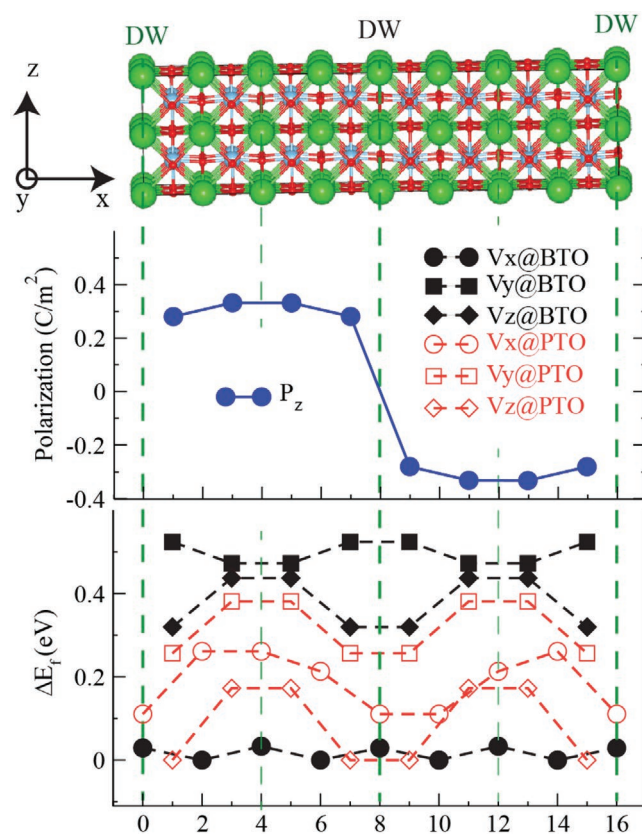 DW
DW
DW
z
y
x
Polarization (C/m²)
0.4
0.2
0
-0.2
-0.4
Vx@BTO
Vy@BTO
Vz@BTO
Vx@PTO
Vy@PTO
Vz@PTO
P_z
ΔE_f (eV)
0.4
0.2
0
0 2 4 6 8 10 12 14 16